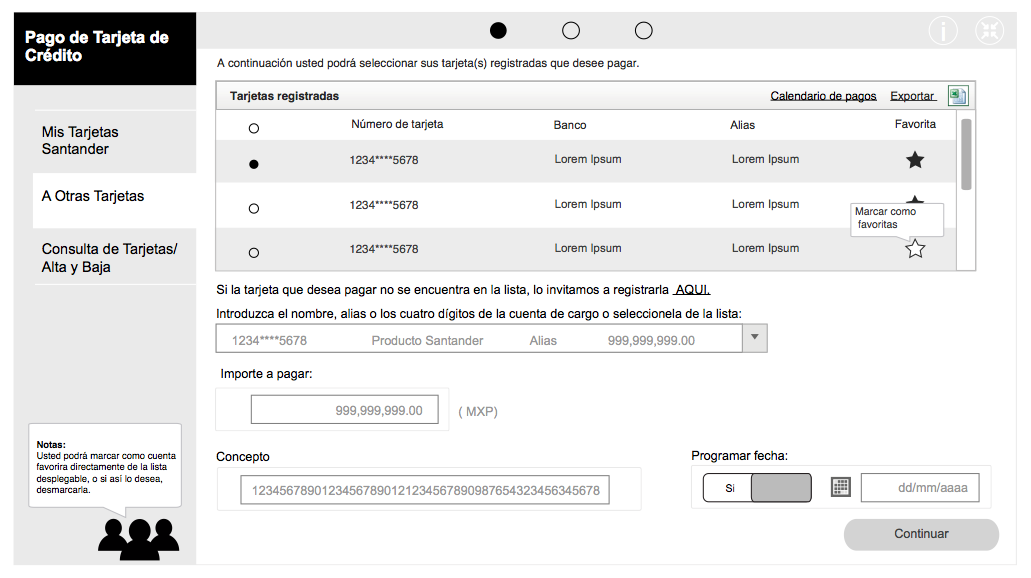 Pago de Tarjeta de
Crédito
A continuación usted podrá seleccionar sus tarjeta(s) registradas que desee pagar.
Mis Tarjetas
Santander
A Otras Tarjetas
Consulta de Tarjetas/
Alta y Baja
Tarjetas registradas Calendario de pagos Exportar
Número de tarjeta Banco Alias Favorita
1234****5678 Lorem Ipsum Lorem Ipsum
1234****5678 Lorem Ipsum Lorem Ipsum
Marcar como
favoritas
1234****5678 Lorem Ipsum Lorem Ipsum
Si la tarjeta que desea pagar no se encuentra en la lista, lo invitamos a registrarla AQUI.
Introduzca el nombre, alias o los cuatro dígitos de la cuenta de cargo o seleccionela de la lista:
1234****5678 Producto Santander Alias 999,999,999.00
Importe a pagar:
999,999,999.00 ( MXP)
Concepto
12345678901234567890121234567890987654323456345678
Programar fecha:
Si dd/mm/aaaa
Continuar
Notas:
Usted podrá marcar como cuenta
favorira directamente de la lista
desplegable, o si así lo desea,
desmarcarla.